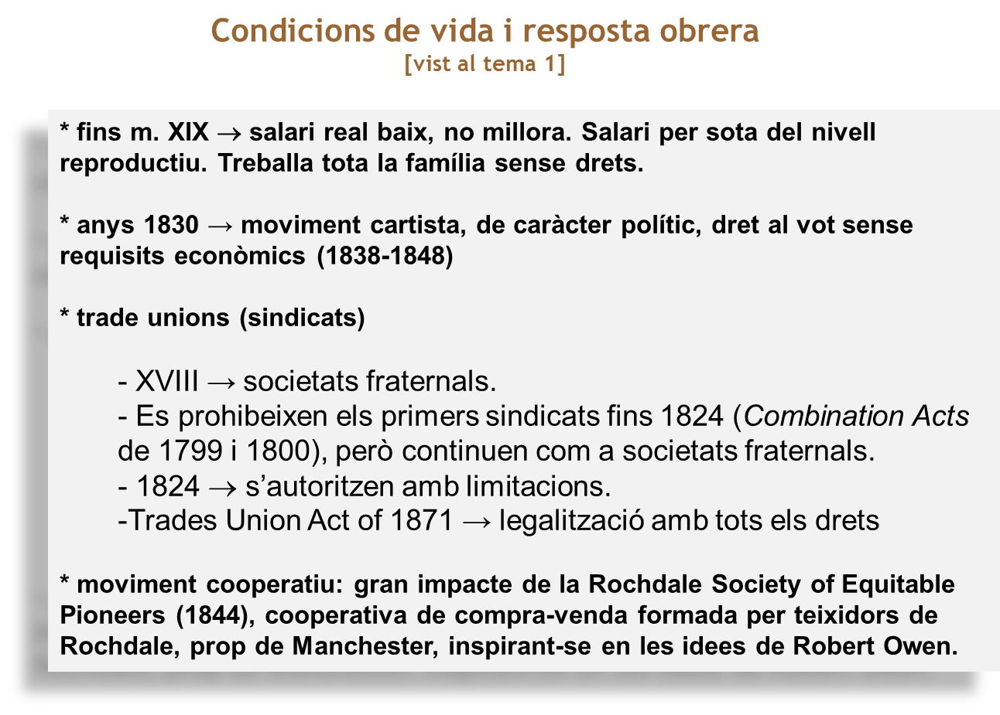 Condicions de vida i resposta obrera
[vist al tema 1]
* fins m. XIX → salari real baix, no millora. Salari per sota del nivell
reproductiu. Treballa tota la família sense drets.
* anys 1830 → moviment cartista, de caràcter polític, dret al vot sense
requisits econòmics (1838-1848)
* trade unions (sindicats)
- XVIII → societats fraternals.
- Es prohibeixen els primers sindicats fins 1824 (Combination Acts
de 1799 i 1800), però continuen com a societats fraternals.
- 1824 → s’autoritzen amb limitacions.
-Trades Union Act of 1871 → legalització amb tots els drets
* moviment cooperatiu: gran impacte de la Rochdale Society of Equitable
Pioneers (1844), cooperativa de compra-venda formada per teixidors de
Rochdale, prop de Manchester, inspirant-se en les idees de Robert Owen.